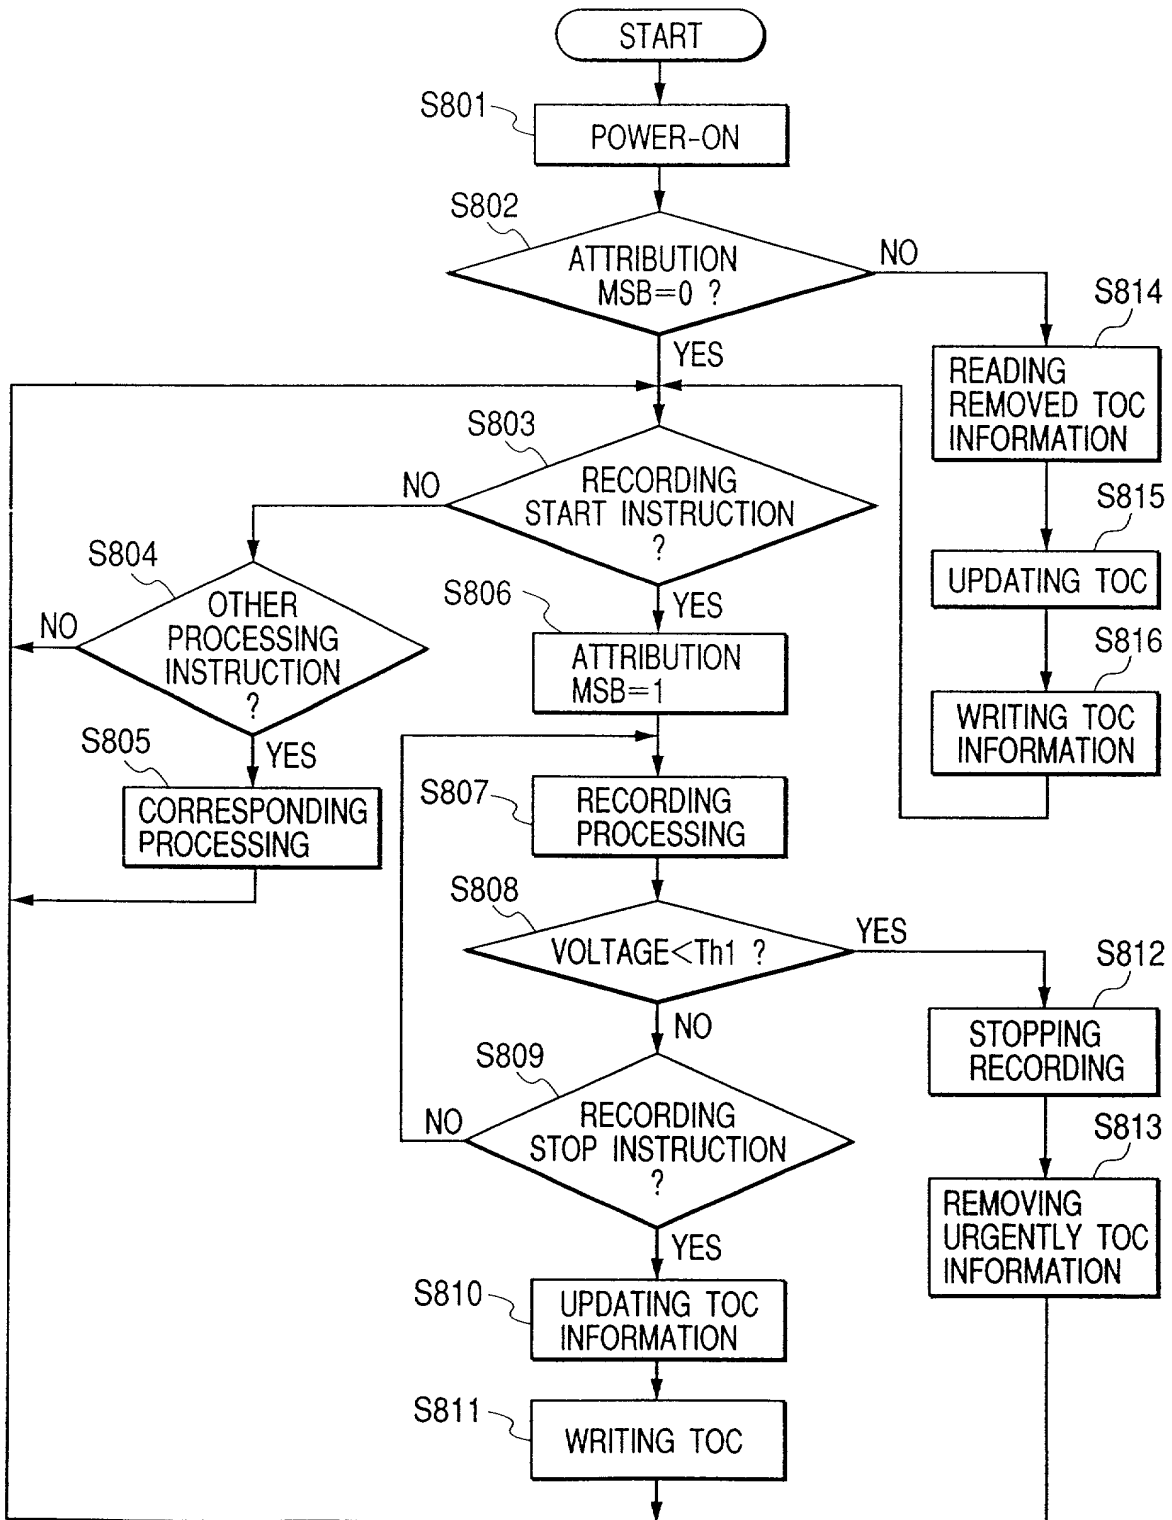 START
S801
POWER-ON
S802
ATTRIBUTION
MSB=0 ?
NO
YES
S814
READING
REMOVED TOC
INFORMATION
S803
RECORDING
START INSTRUCTION
?
NO
YES
S815
UPDATING TOC
S804
OTHER
PROCESSING
INSTRUCTION
?
NO
YES
S806
ATTRIBUTION
MSB=1
S816
WRITING TOC
INFORMATION
S805
CORRESPONDING
PROCESSING
S807
RECORDING
PROCESSING
S808
VOLTAGE<Th1 ?
YES
NO
S812
STOPPING
RECORDING
S809
RECORDING
STOP INSTRUCTION
?
NO
YES
S813
REMOVING
URGENTLY TOC
INFORMATION
S810
UPDATING TOC
INFORMATION
S811
WRITING TOC